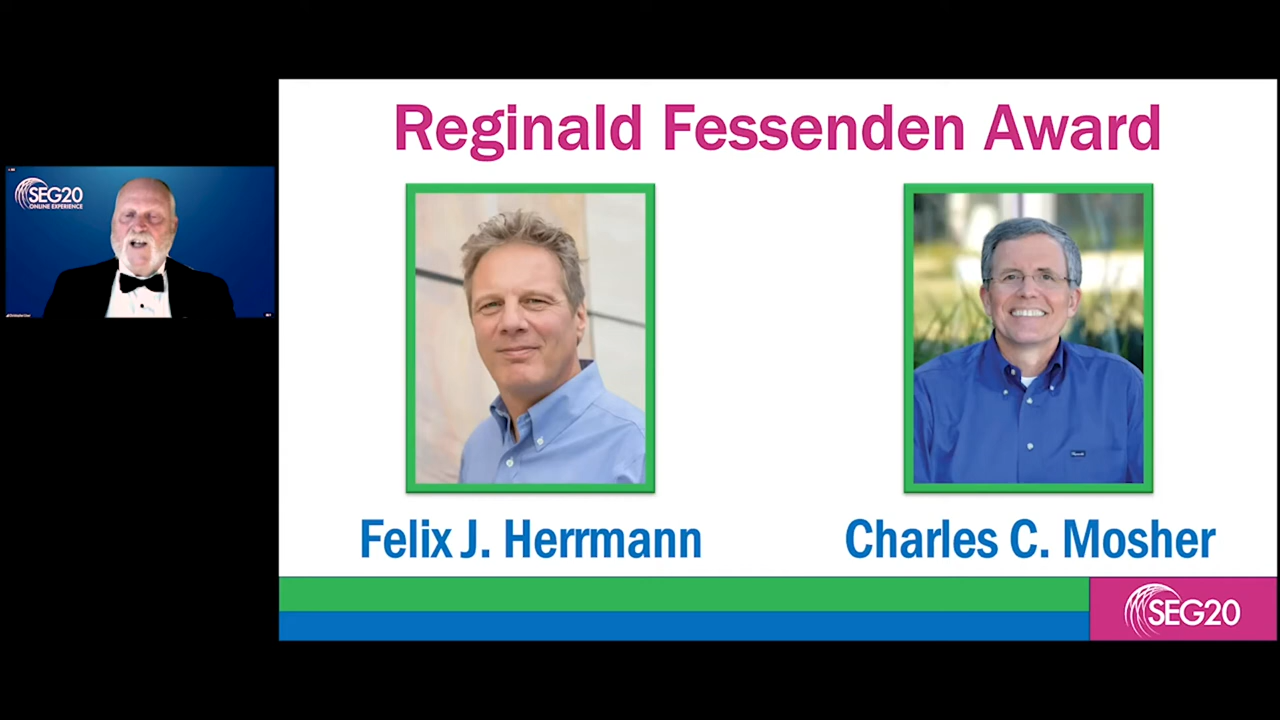 SEG20
ONLINE EXPERIENCE
Reginald Fessenden Award
Felix J. Herrmann
Charles C. Mosher
SEG20